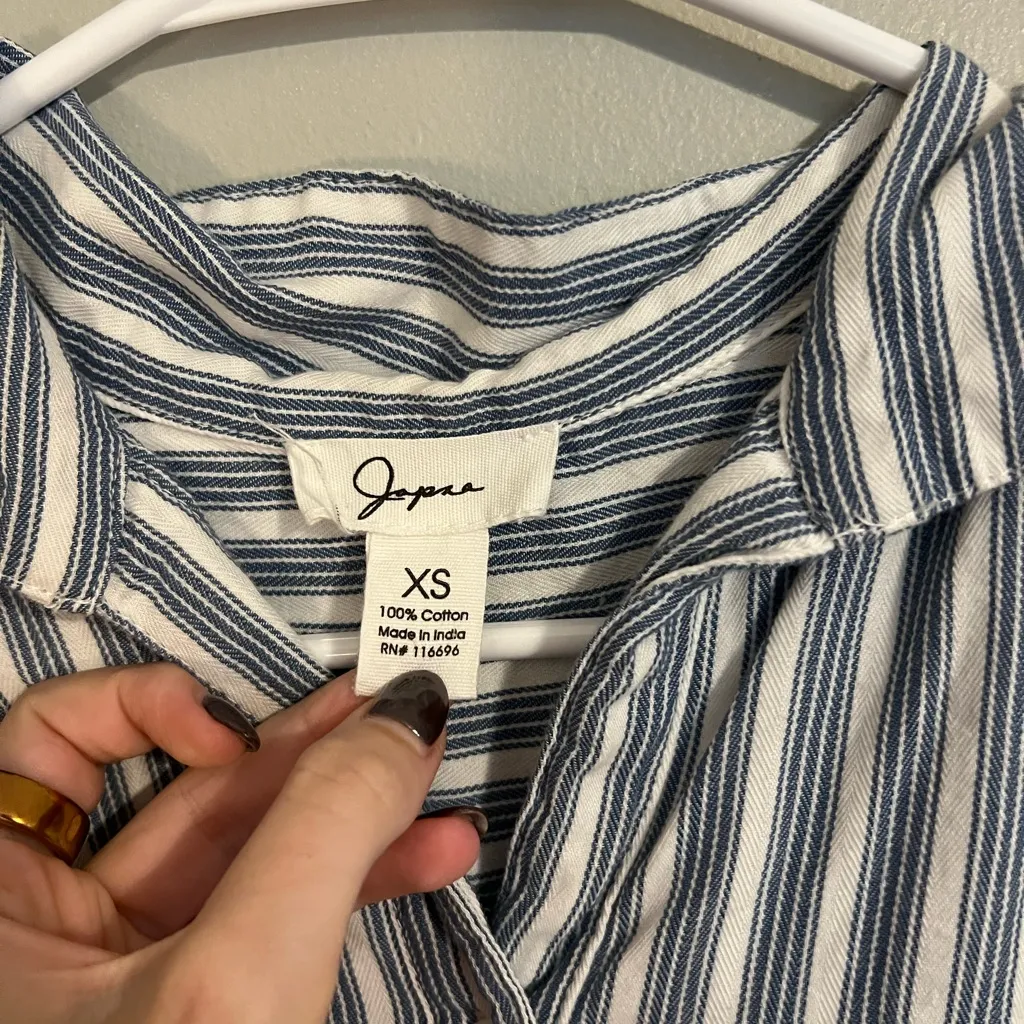 Japna
XS
100% Cotton
Made in India
RN# 116696